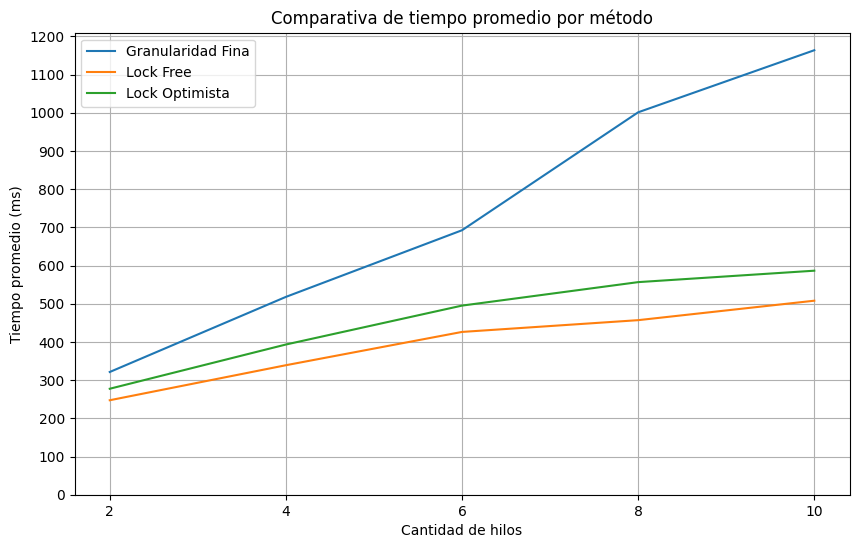 Comparativa de tiempo promedio por método
Granularidad Fina
Lock Free
Lock Optimista
Tiempo promedio (ms)
1200
1100
1000
900
800
700
600
500
400
300
200
100
0
2 4 6 8 10
Cantidad de hilos